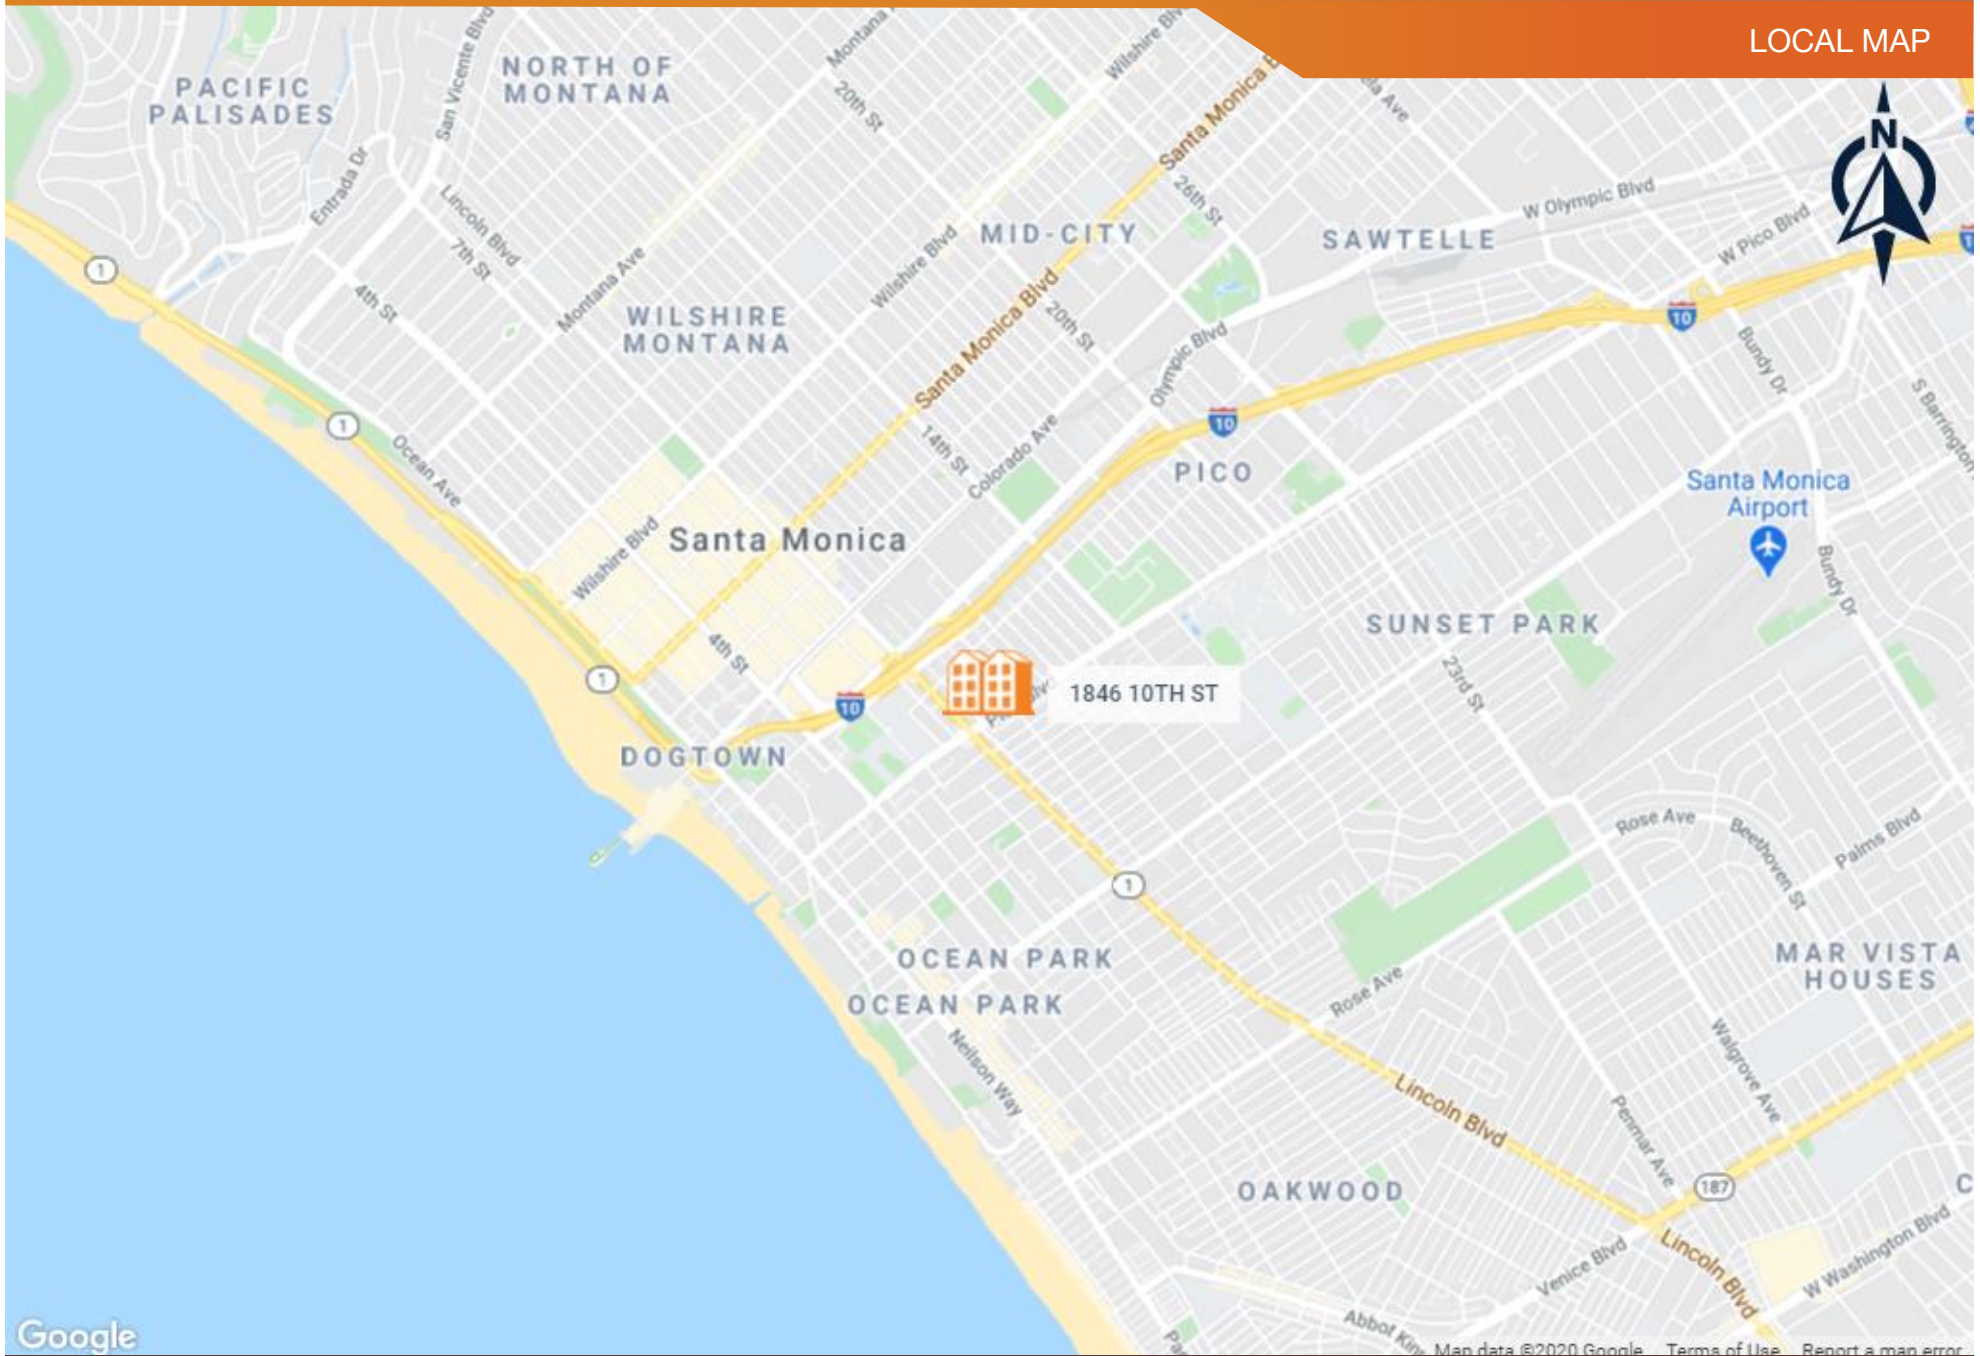 LOCAL MAP
N
PACIFIC
PALISADES
San Vicente Blvd
NORTH OF
MONTANA
Montana
20th St
Wilshire Blvd
Santa Monica B
Entrada Dr
Lincoln Blvd
7th St
4th St
Montana Ave
Wilshire Blvd
MID-CITY
26th St
SAWTELLE
W Olympic Blvd
W Pico Blvd
1
WILSHIRE
MONTANA
Santa Monica Blvd
20th St
Olympic Blvd
10
Bundy Dr
S Barrington
1
Ocean Ave
14th St
Colorado Ave
10
PICO
Santa Monica
Airport
Wilshire Blvd
Santa Monica
Bundy Dr
SUNSET PARK
4th St
23rd St
1
10
1846 10TH ST
DOGTOWN
Rose Ave
Beethoven St
Palms Blvd
1
OCEAN PARK
OCEAN PARK
Rose Ave
MAR VISTA
HOUSES
Neilson Way
Lincoln Blvd
Walgrove Ave
Penmar Ave
OAKWOOD
187
C
Venice Blvd
Lincoln Blvd
W Washington Blvd
Abbot Kin
Google
Map data ©2020 Google
Terms of Use
Report a map error